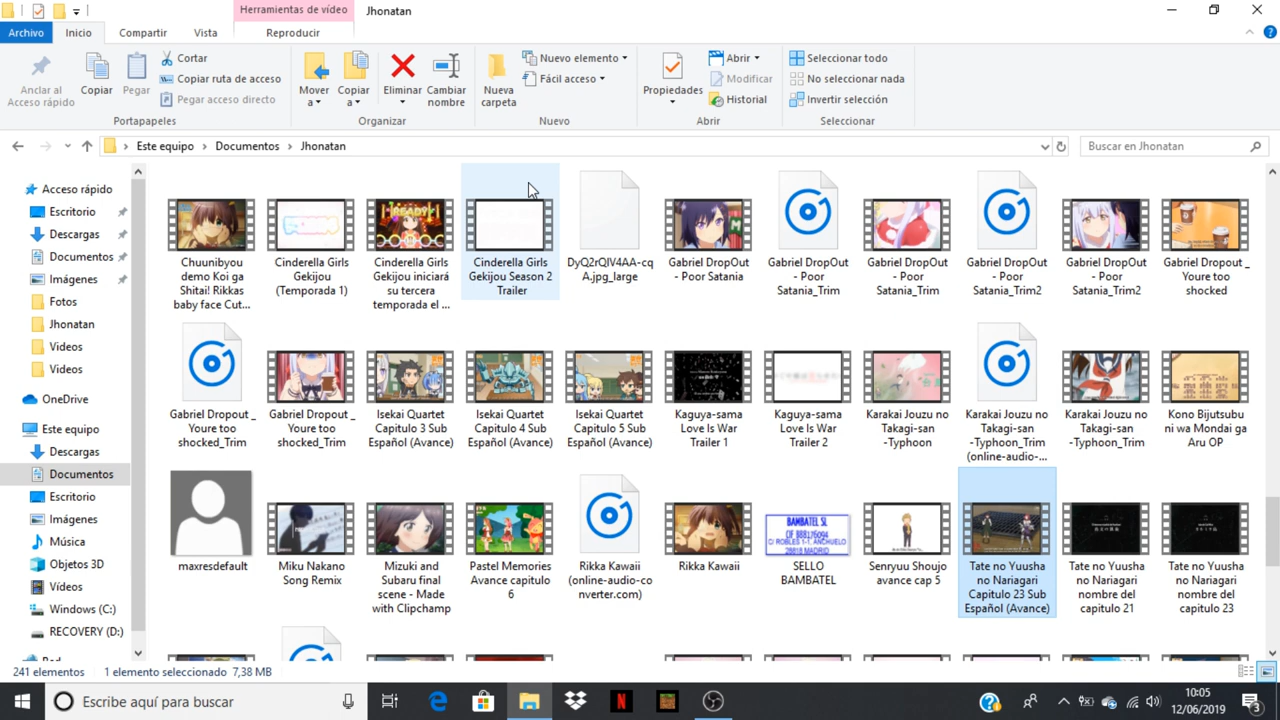 Herramientas de vídeo
Jhonatan
Archivo
Inicio
Compartir
Vista
Reproducir
Anclar al
Acceso rápido
Copiar
Pegar
Cortar
Copiar ruta de acceso
Pegar acceso directo
Portapapeles
Mover
a
Copiar
a
Eliminar
Cambiar
nombre
Organizar
Nueva
carpeta
Nuevo elemento
Fácil acceso
Nuevo
Propiedades
Abrir
Modificar
Historial
Abrir
Seleccionar todo
No seleccionar nada
Invertir selección
Seleccionar
Este equipo
Documentos
Jhonatan
Buscar en Jhonatan
Acceso rápido
Escritorio
Descargas
Documentos
Imágenes
Fotos
Jhonatan
Videos
Videos
OneDrive
Este equipo
Descargas
Documentos
Escritorio
Imágenes
Música
Objetos 3D
Vídeos
Windows (C:)
RECOVERY (D:)
Chuunibyou
demo Koi ga
Shitai! Rikkas
baby face Cut...
Cinderella Girls
Gekijou
(Temporada 1)
Cinderella Girls
Gekijou iniciará
su tercera
temporada el ...
Cinderella Girls
Gekijou Season 2
Trailer
DyQ2rQIV4AA-cq
A.jpg_large
Gabriel DropOut
- Poor Satania
Gabriel DropOut
- Poor
Satania_Trim
Gabriel DropOut
- Poor
Satania_Trim
Gabriel DropOut
- Poor
Satania_Trim2
Gabriel DropOut
- Poor
Satania_Trim2
Gabriel DropOut _
Youre too
shocked
Gabriel Dropout _
Youre too
shocked_Trim
Gabriel Dropout _
Youre too
shocked_Trim
Isekai Quartet
Capitulo 3 Sub
Español (Avance)
Isekai Quartet
Capitulo 4 Sub
Español (Avance)
Isekai Quartet
Capitulo 5 Sub
Español (Avance)
Kaguya-sama
Love Is War
Trailer 1
Kaguya-sama
Love Is War
Trailer 2
Karakai Jouzu no
Takagi-san
-Typhoon
Karakai Jouzu no
Takagi-san
-Typhoon_Trim
(online-audio-...
Karakai Jouzu no
Takagi-san
-Typhoon_Trim
Kono Bijutsubu
ni wa Mondai ga
Aru OP
maxresdefault
Miku Nakano
Song Remix
Mizuki and
Subaru final
scene - Made
with Clipchamp
Pastel Memories
Avance capitulo
6
Rikka Kawaii
(online-audio-co
nverter.com)
Rikka Kawaii
BAMBATEL SL
CIF B88176094
C/ ROBLES 1-1. ANCHUELO
28818 MADRID
SELLO
BAMBATEL
Senryuu Shoujo
avance cap 5
Tate no Yuusha
no Nariagari
Capitulo 23 Sub
Español (Avance)
Tate no Yuusha
no Nariagari
nombre del
capitulo 21
Tate no Yuusha
no Nariagari
nombre del
capitulo 23
241 elementos
1 elemento seleccionado 7,38 MB
Escribe aquí para buscar
10:05
12/06/2019
3